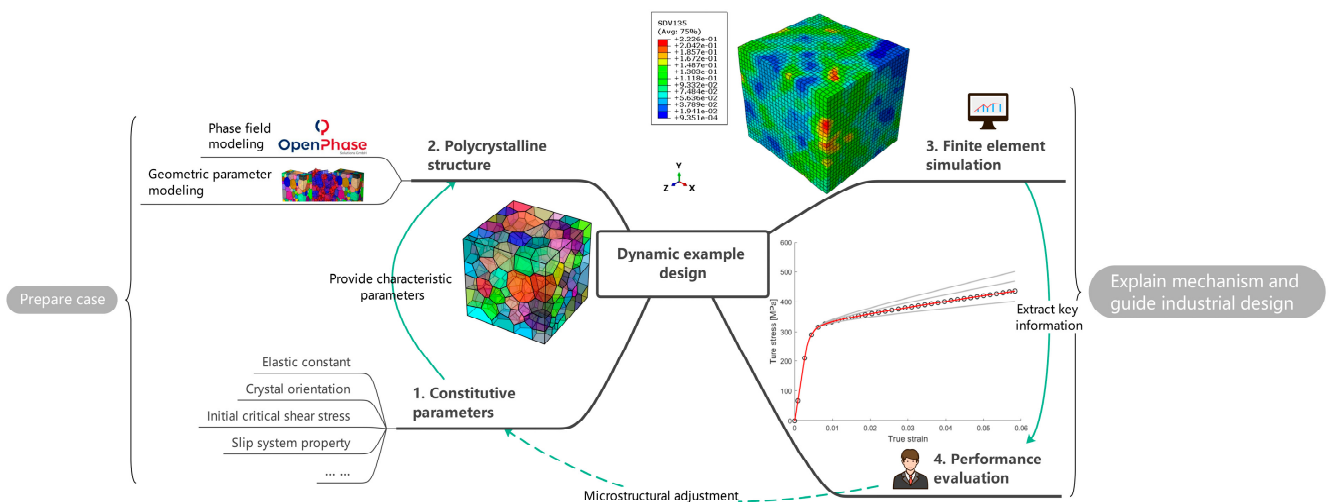 SDV135
(Avg: 75%)
+2.226e-01
+2.042e-01
+1.857e-01
+1.672e-01
+1.487e-01
+1.303e-01
+1.118e-01
+9.332e-02
+7.484e-02
+5.636e-02
+3.789e-02
+1.941e-02
+9.351e-04
Phase field
modeling
OpenPhase
Geometric parameter
modeling
2. Polycrystalline
structure
Y
Z
X
3. Finite element
simulation
Dynamic example
design
Provide characteristic
parameters
Prepare case
Explain mechanism and
guide industrial design
Extract key
information
600
500
400
300
200
100
0
Ture stress [MPa]
0
0.01
0.02
0.03
0.04
0.05
0.06
True strain
Elastic constant
Crystal orientation
Initial critical shear stress
Slip system property
... ...
1. Constitutive
parameters
4. Performance
evaluation
Microstructural adjustment